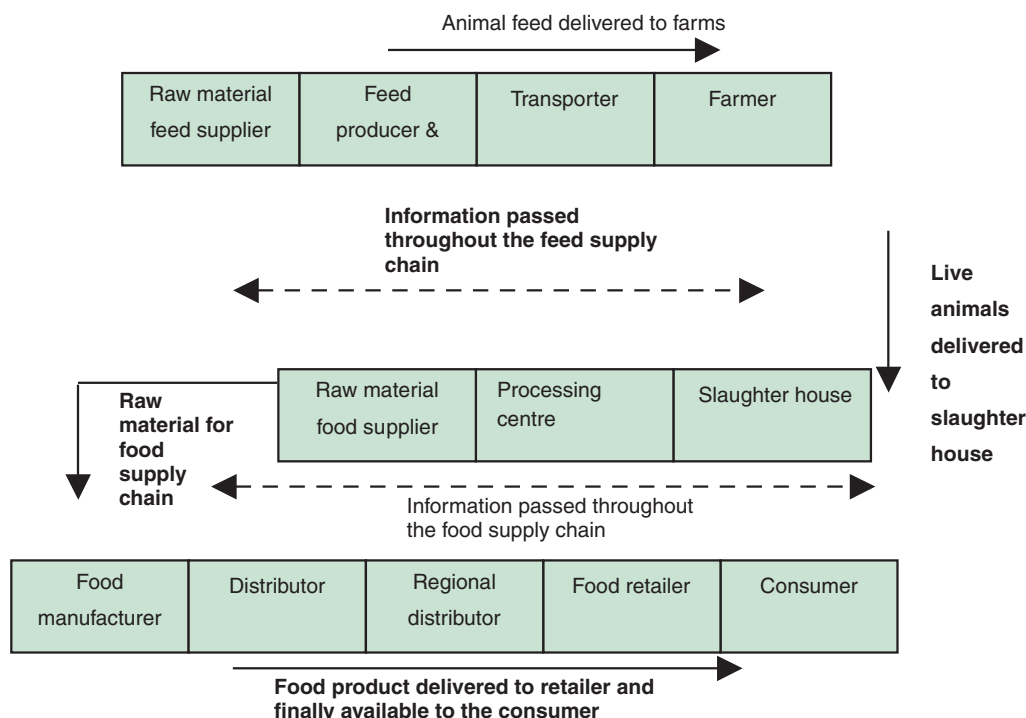 Animal feed delivered to farms
Raw material
feed supplier
Feed
producer &
Transporter
Farmer
Information passed
throughout the feed supply
chain
Live
animals
delivered
to
slaughter
house
Raw material
food supplier
Processing
centre
Slaughter house
Raw
material for
food
supply
chain
Information passed throughout
the food supply chain
Food
manufacturer
Distributor
Regional
distributor
Food retailer
Consumer
Food product delivered to retailer and
finally available to the consumer